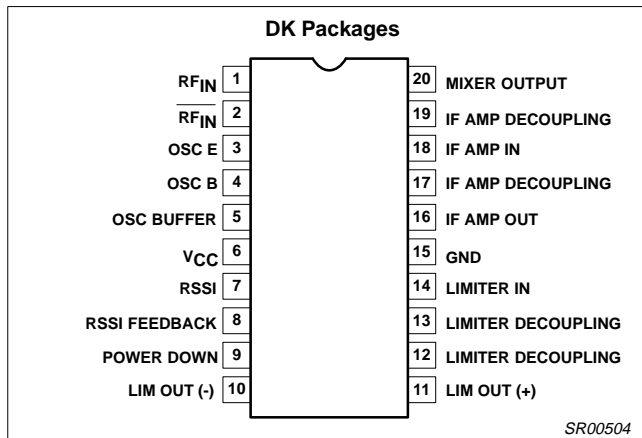 DK Packages
RFIN 1
RFIN 2
OSC E 3
OSC B 4
OSC BUFFER 5
VCC 6
RSSI 7
RSSI FEEDBACK 8
POWER DOWN 9
LIM OUT (-) 10
20 MIXER OUTPUT
19 IF AMP DECOUPLING
18 IF AMP IN
17 IF AMP DECOUPLING
16 IF AMP OUT
15 GND
14 LIMITER IN
13 LIMITER DECOUPLING
12 LIMITER DECOUPLING
11 LIM OUT (+)
SR00504